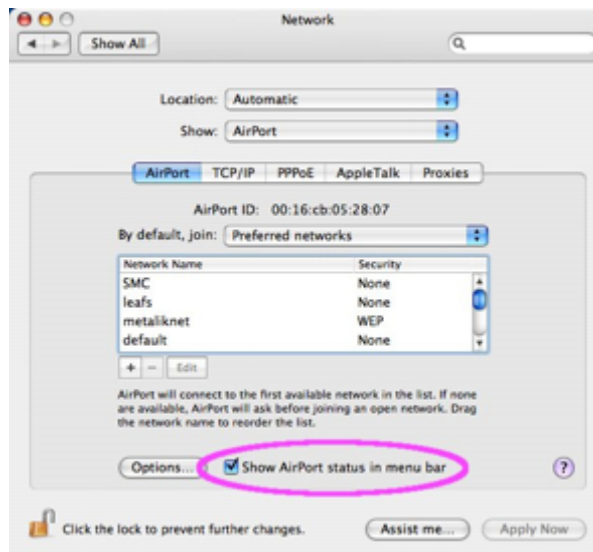 Network
Show All
Location: Automatic
Show: AirPort
AirPort TCP/IP PPPoE AppleTalk Proxies
AirPort ID: 00:16:cb:05:28:07
By default, join: Preferred networks
Network Name Security
SMC None
leafs None
metaliknet WEP
default None
+ - Edit
AirPort will connect to the first available network in the list. If none
are available, AirPort will ask before joining an open network. Drag
the network name to reorder the list.
Options... Show AirPort status in menu bar ?
Click the lock to prevent further changes. Assist me... Apply Now